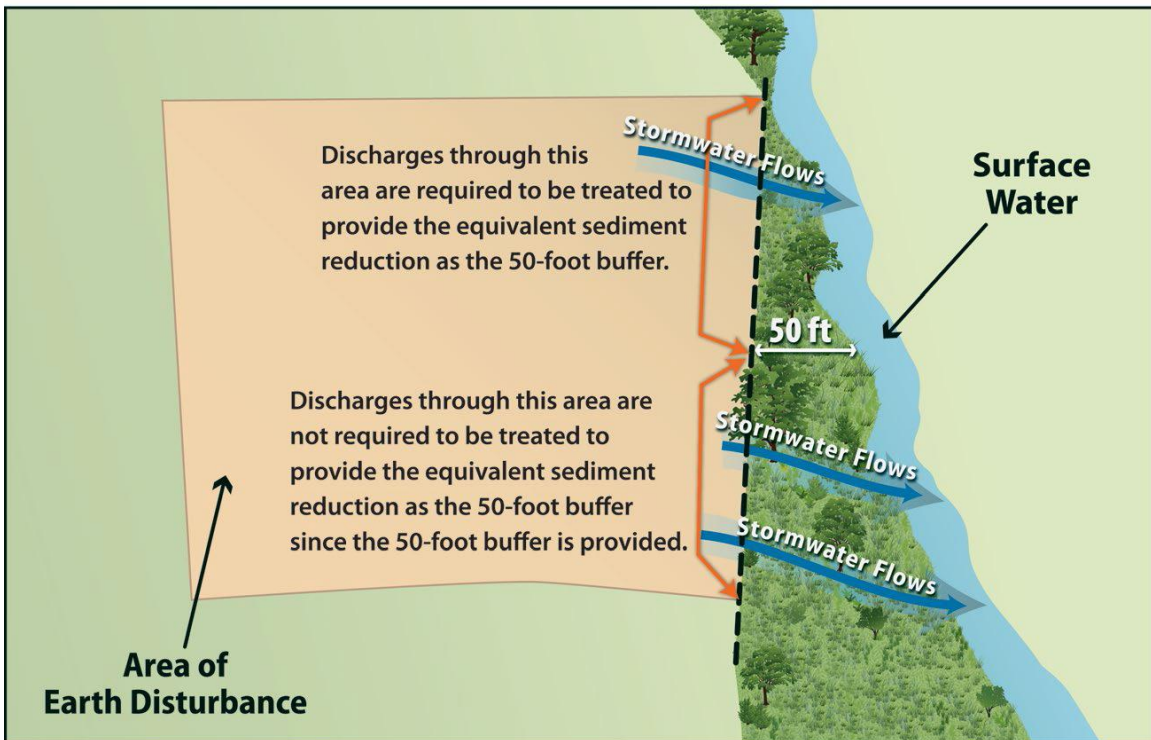 Stormwater Flows
Discharges through this
area are required to be treated to
provide the equivalent sediment
reduction as the 50-foot buffer.
Surface
Water
50 ft
Discharges through this area are
not required to be treated to
provide the equivalent sediment
reduction as the 50-foot buffer
since the 50-foot buffer is provided.
Stormwater Flows
Stormwater Flows
Area of
Earth Disturbance